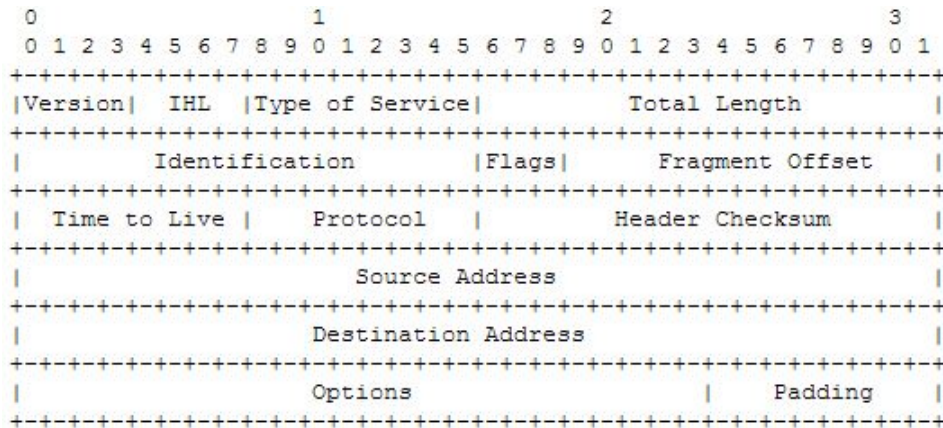 0                   1                   2                   3
 0 1 2 3 4 5 6 7 8 9 0 1 2 3 4 5 6 7 8 9 0 1 2 3 4 5 6 7 8 9 0 1
+-+-+-+-+-+-+-+-+-+-+-+-+-+-+-+-+-+-+-+-+-+-+-+-+-+-+-+-+-+-+-+-+
|Version|  IHL  |Type of Service|          Total Length         |
+-+-+-+-+-+-+-+-+-+-+-+-+-+-+-+-+-+-+-+-+-+-+-+-+-+-+-+-+-+-+-+-+
|         Identification        |Flags|      Fragment Offset    |
+-+-+-+-+-+-+-+-+-+-+-+-+-+-+-+-+-+-+-+-+-+-+-+-+-+-+-+-+-+-+-+-+
|  Time to Live |    Protocol   |         Header Checksum       |
+-+-+-+-+-+-+-+-+-+-+-+-+-+-+-+-+-+-+-+-+-+-+-+-+-+-+-+-+-+-+-+-+
|                       Source Address                          |
+-+-+-+-+-+-+-+-+-+-+-+-+-+-+-+-+-+-+-+-+-+-+-+-+-+-+-+-+-+-+-+-+
|                    Destination Address                        |
+-+-+-+-+-+-+-+-+-+-+-+-+-+-+-+-+-+-+-+-+-+-+-+-+-+-+-+-+-+-+-+-+
|                    Options                    |    Padding    |
+-+-+-+-+-+-+-+-+-+-+-+-+-+-+-+-+-+-+-+-+-+-+-+-+-+-+-+-+-+-+-+-+